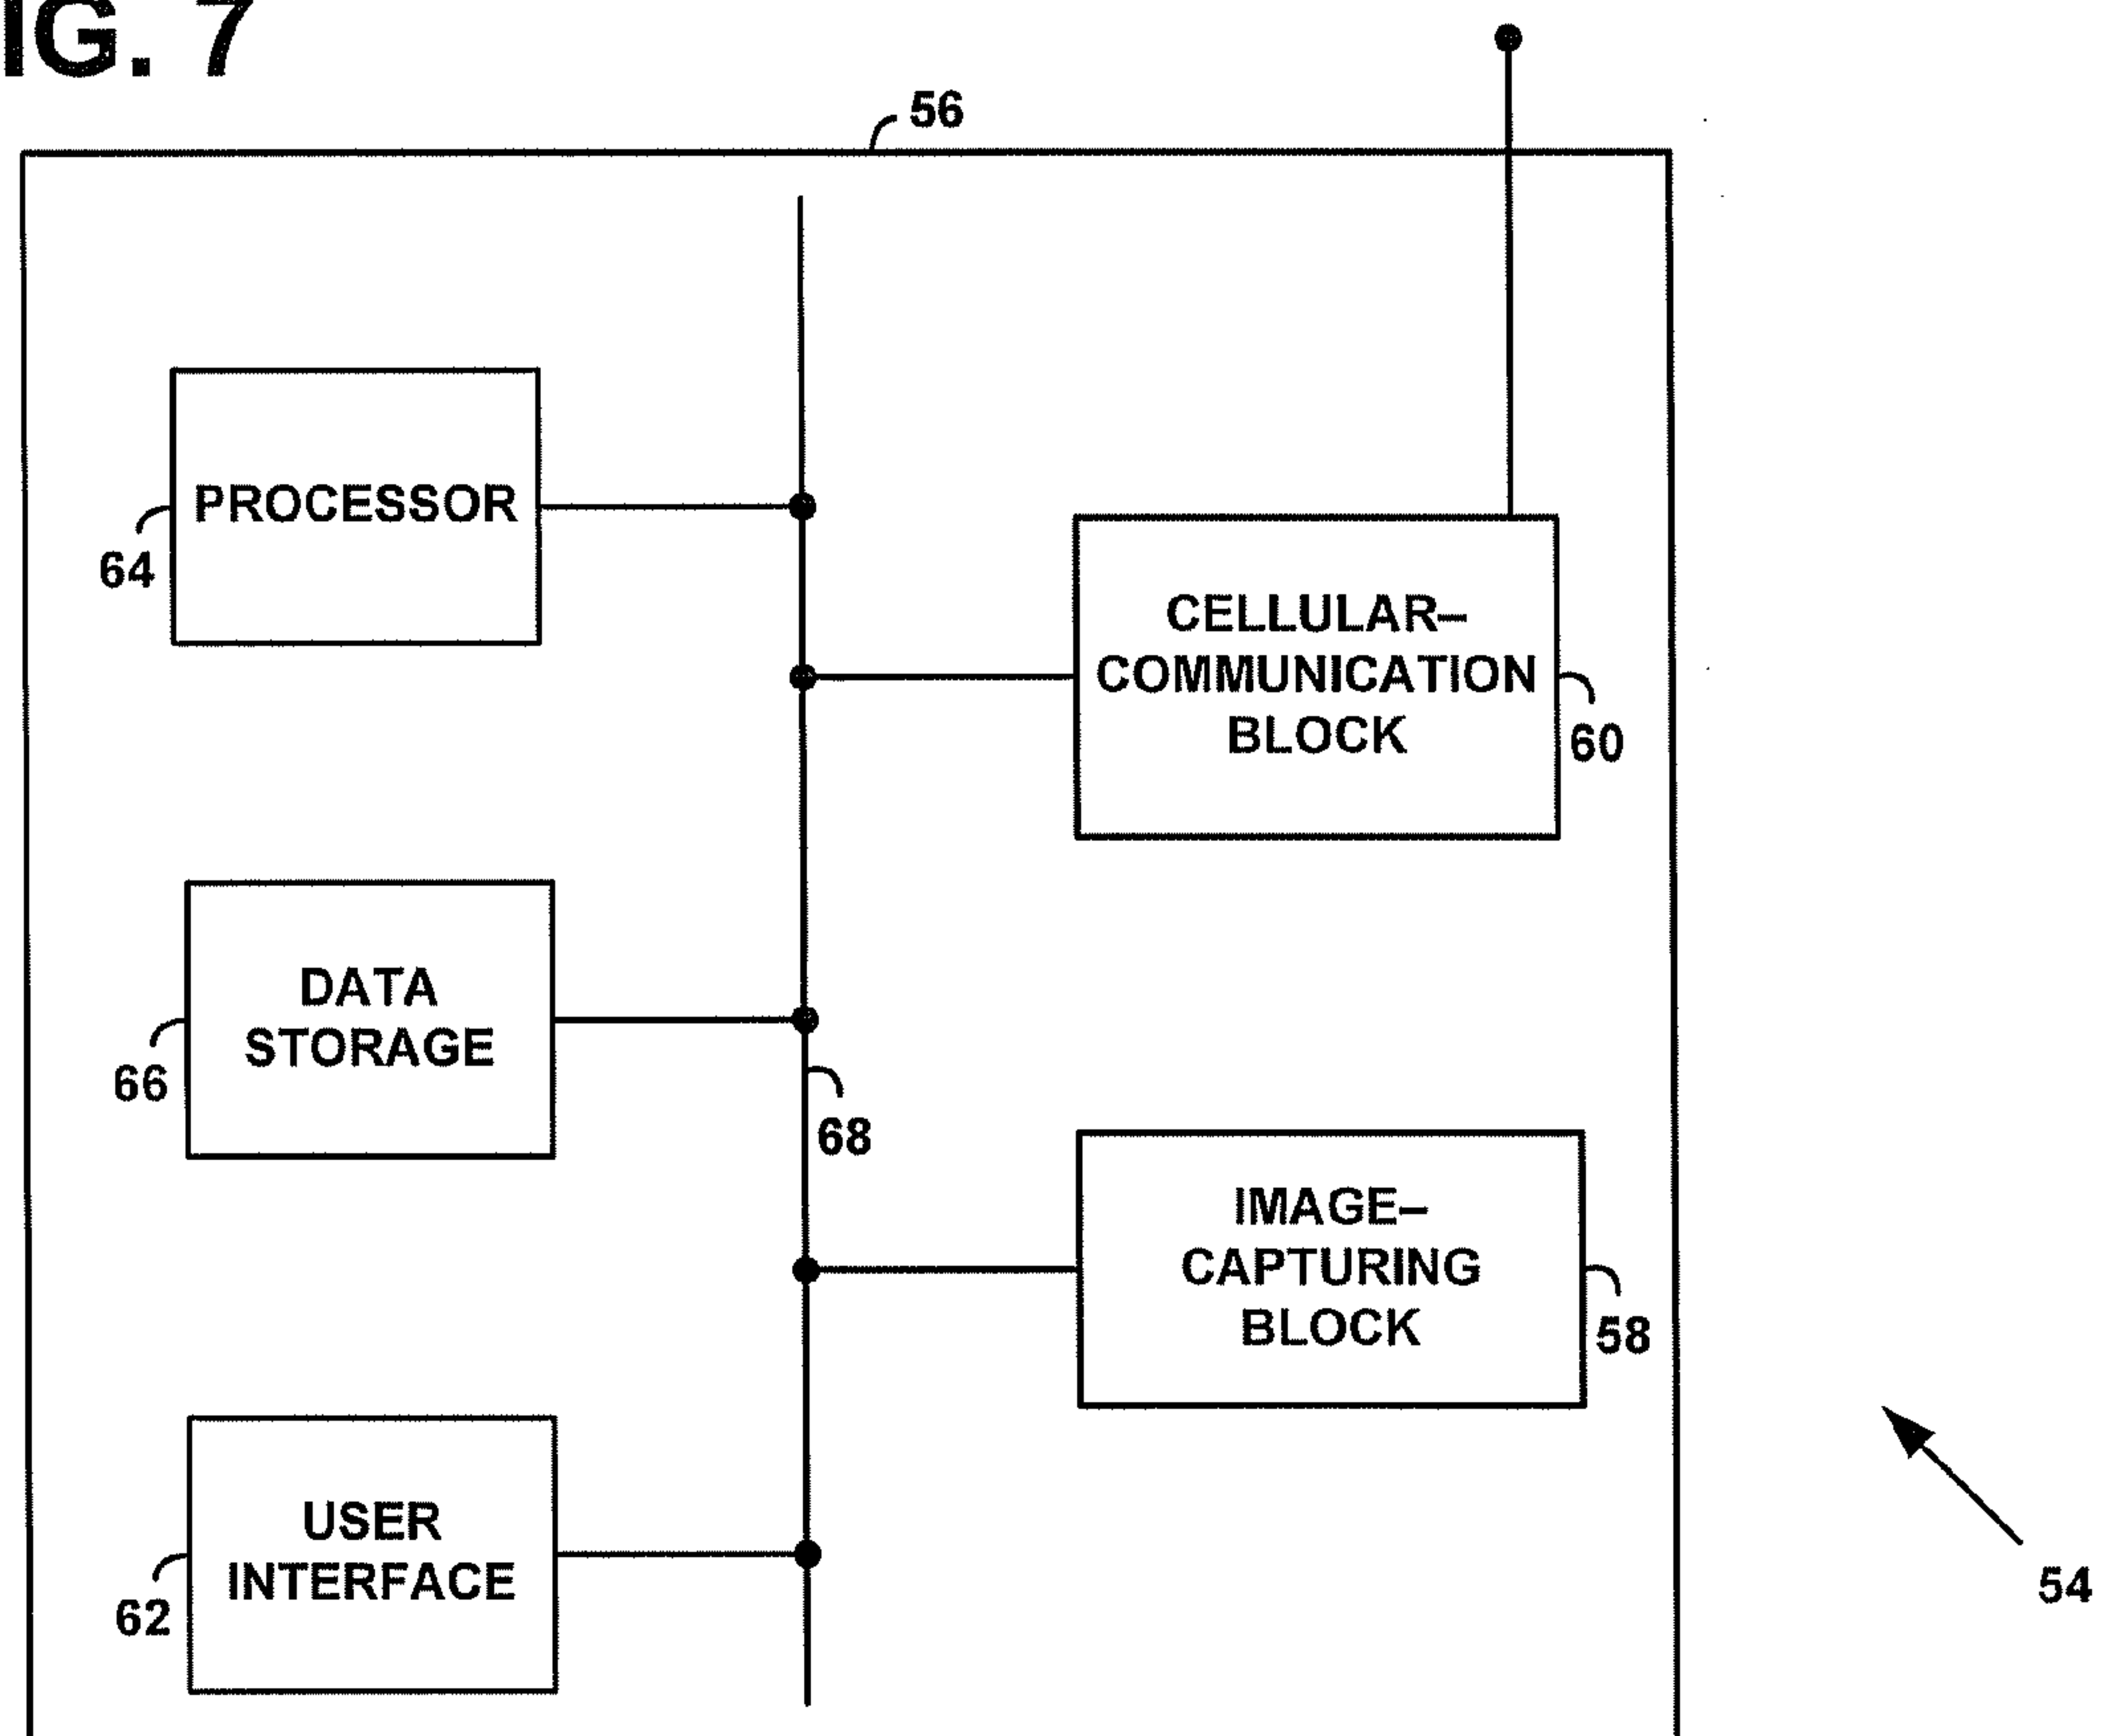 IG. 7
56
PROCESSOR
64
CELLULAR–
COMMUNICATION
BLOCK
60
DATA
STORAGE
66
68
IMAGE–
CAPTURING
BLOCK
58
USER
INTERFACE
62
54